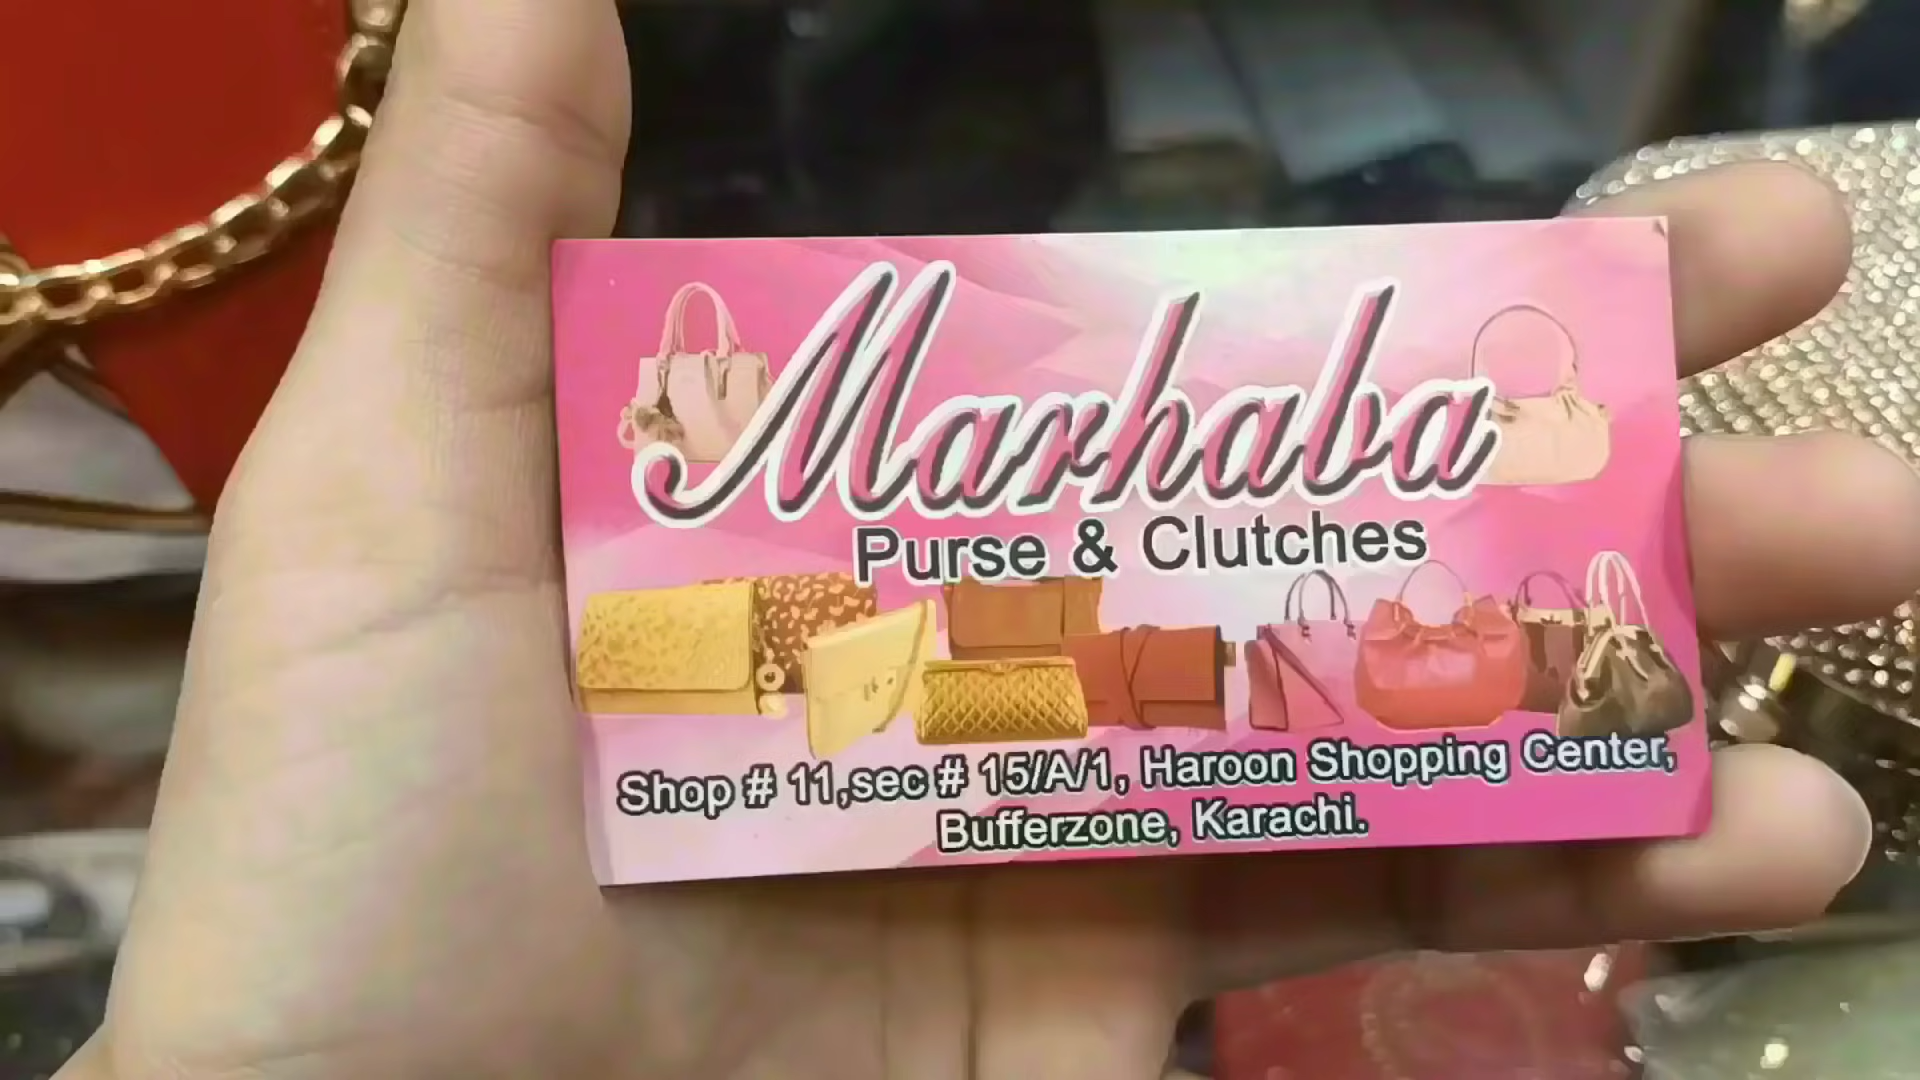 Marhaba
Purse & Clutches
Shop # 11,sec # 15/A/1, Haroon Shopping Center,
Bufferzone, Karachi.